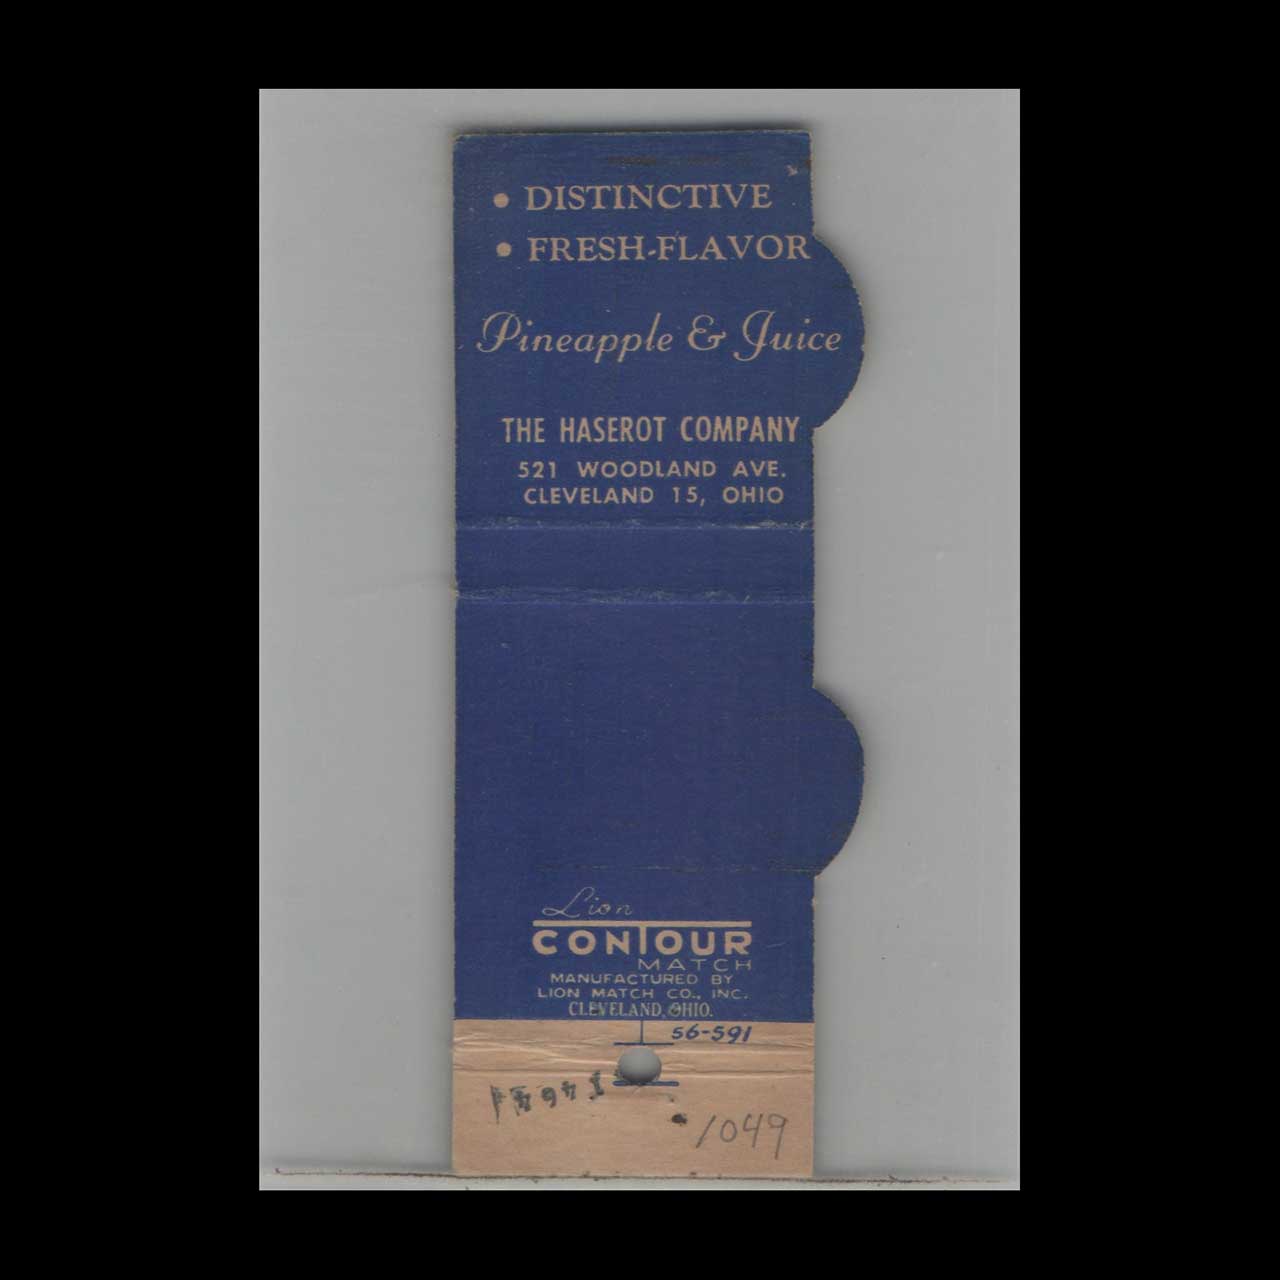 • DISTINCTIVE
• FRESH-FLAVOR
Pineapple & Juice
THE HASEROT COMPANY
521 WOODLAND AVE.
CLEVELAND 15, OHIO
Lion
CONTOUR
MATCH
MANUFACTURED BY
LION MATCH CO., INC.
CLEVELAND, OHIO.
56-591
1049